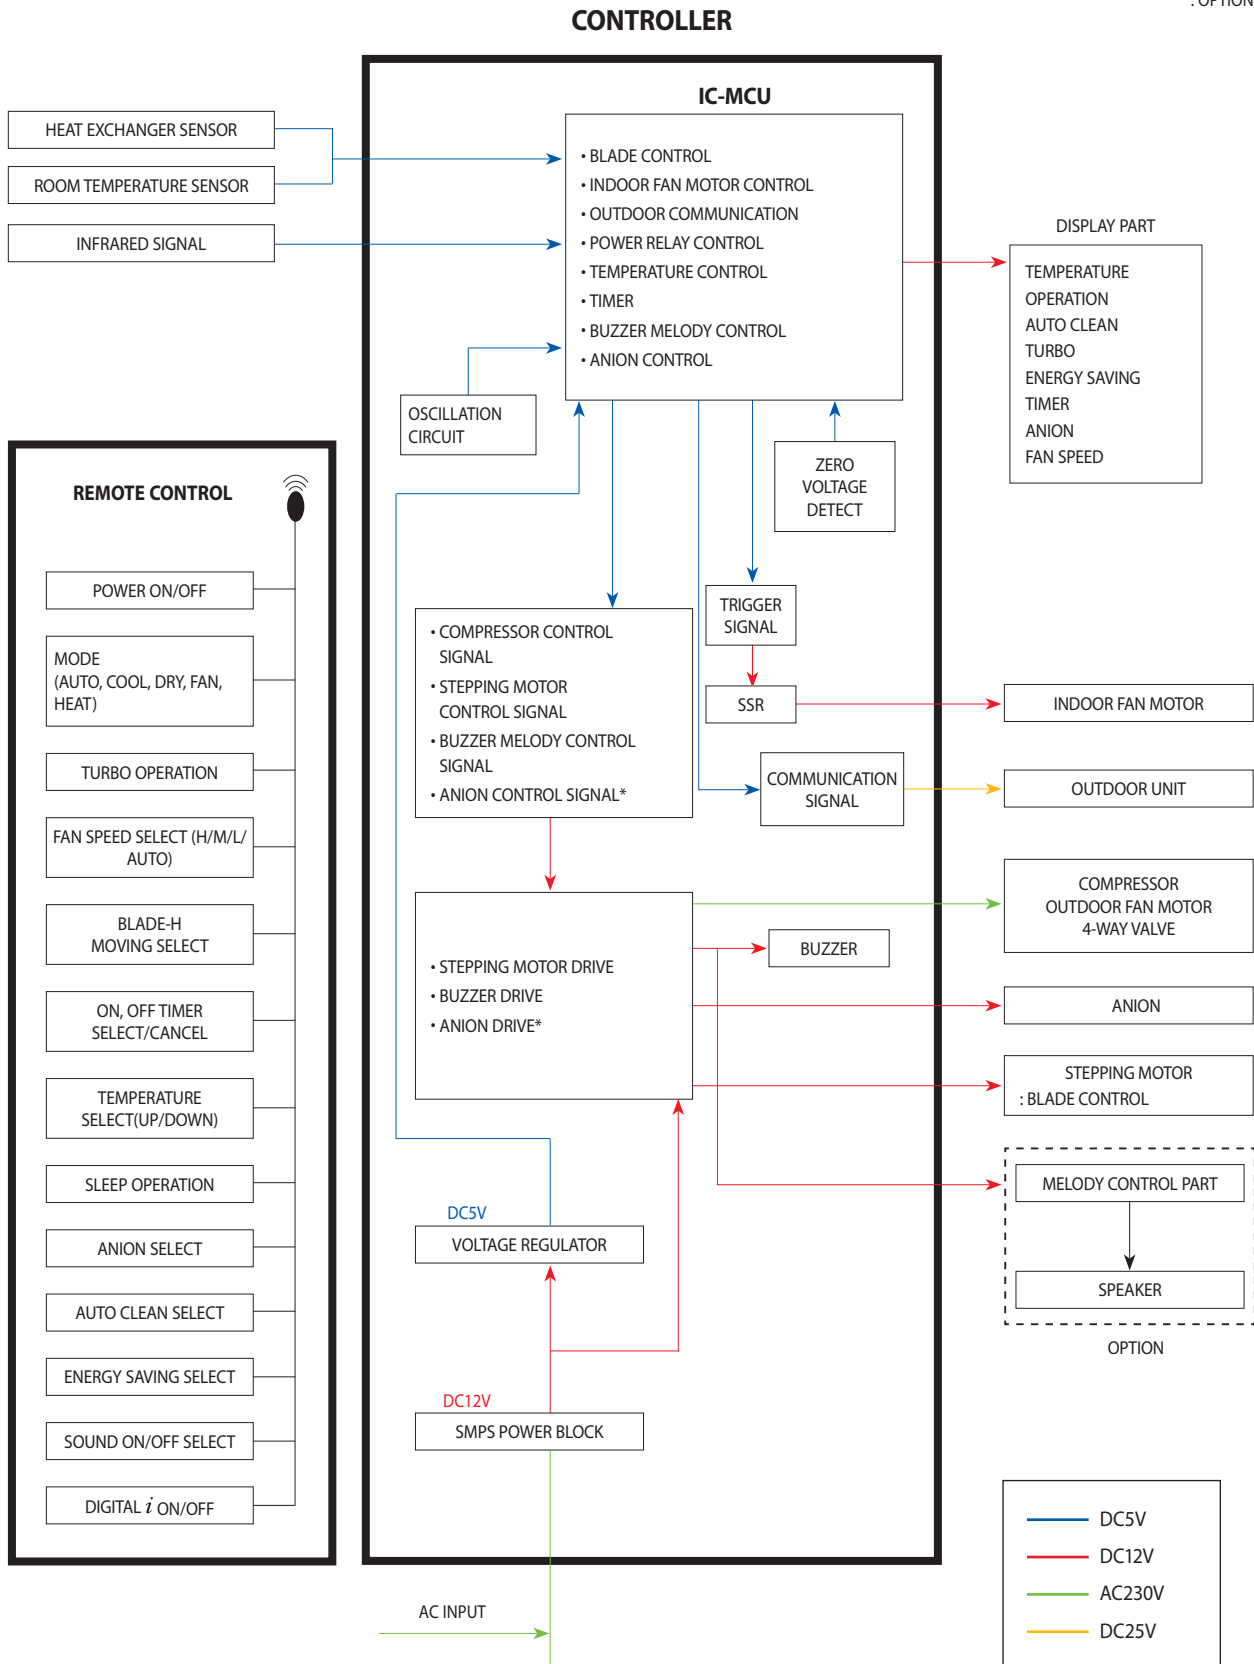 : OPTION
CONTROLLER
IC-MCU
HEAT EXCHANGER SENSOR
ROOM TEMPERATURE SENSOR
INFRARED SIGNAL
• BLADE CONTROL
• INDOOR FAN MOTOR CONTROL
• OUTDOOR COMMUNICATION
• POWER RELAY CONTROL
• TEMPERATURE CONTROL
• TIMER
• BUZZER MELODY CONTROL
• ANION CONTROL
DISPLAY PART
TEMPERATURE
OPERATION
AUTO CLEAN
TURBO
ENERGY SAVING
TIMER
ANION
FAN SPEED
OSCILLATION
CIRCUIT
ZERO
VOLTAGE
DETECT
REMOTE CONTROL
POWER ON/OFF
MODE
(AUTO, COOL, DRY, FAN,
HEAT)
TURBO OPERATION
FAN SPEED SELECT (H/M/L/
AUTO)
BLADE-H
MOVING SELECT
ON, OFF TIMER
SELECT/CANCEL
TEMPERATURE
SELECT(UP/DOWN)
SLEEP OPERATION
ANION SELECT
AUTO CLEAN SELECT
ENERGY SAVING SELECT
SOUND ON/OFF SELECT
DIGITAL i ON/OFF
• COMPRESSOR CONTROL
SIGNAL
• STEPPING MOTOR
CONTROL SIGNAL
• BUZZER MELODY CONTROL
SIGNAL
• ANION CONTROL SIGNAL*
TRIGGER
SIGNAL
SSR
COMMUNICATION
SIGNAL
INDOOR FAN MOTOR
OUTDOOR UNIT
• STEPPING MOTOR DRIVE
• BUZZER DRIVE
• ANION DRIVE*
BUZZER
COMPRESSOR
OUTDOOR FAN MOTOR
4-WAY VALVE
ANION
STEPPING MOTOR
: BLADE CONTROL
MELODY CONTROL PART
SPEAKER
OPTION
DC5V
VOLTAGE REGULATOR
DC12V
SMPS POWER BLOCK
AC INPUT
DC5V
DC12V
AC230V
DC25V